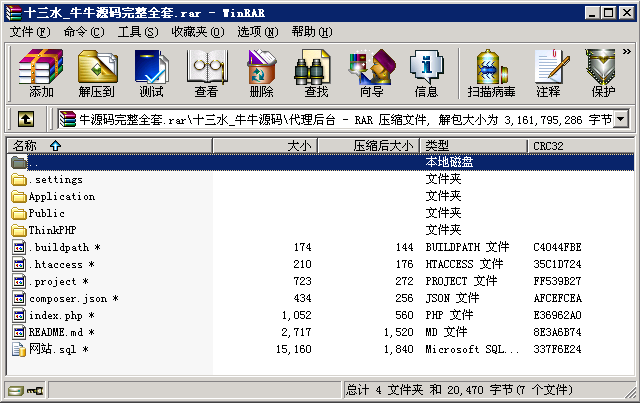 十三水_牛牛源码完整全套.rar - WinRAR
文件(F) 命令(C) 工具(S) 收藏夹(O) 选项(N) 帮助(H)
添加 解压到 测试 查看 删除 查找 向导 信息 扫描病毒 注释 保护 »
牛源码完整全套.rar\十三水_牛牛源码\代理后台 - RAR 压缩文件, 解包大小为 3,161,795,286 字节
名称 大小 压缩后大小 类型 CRC32
.. 本地磁盘
.settings 文件夹
Application 文件夹
Public 文件夹
ThinkPHP 文件夹
.buildpath * 174 144 BUILDPATH 文件 C4044FBE
.htaccess * 210 176 HTACCESS 文件 35C1D724
.project * 723 272 PROJECT 文件 FF539B27
composer.json * 434 256 JSON 文件 AFCEFCEA
index.php * 1,052 560 PHP 文件 E36962A0
README.md * 2,717 1,520 MD 文件 8E3A6B74
网站.sql * 15,160 1,840 Microsoft SQL... 337F6E24
总计 4 文件夹 和 20,470 字节(7 个文件)